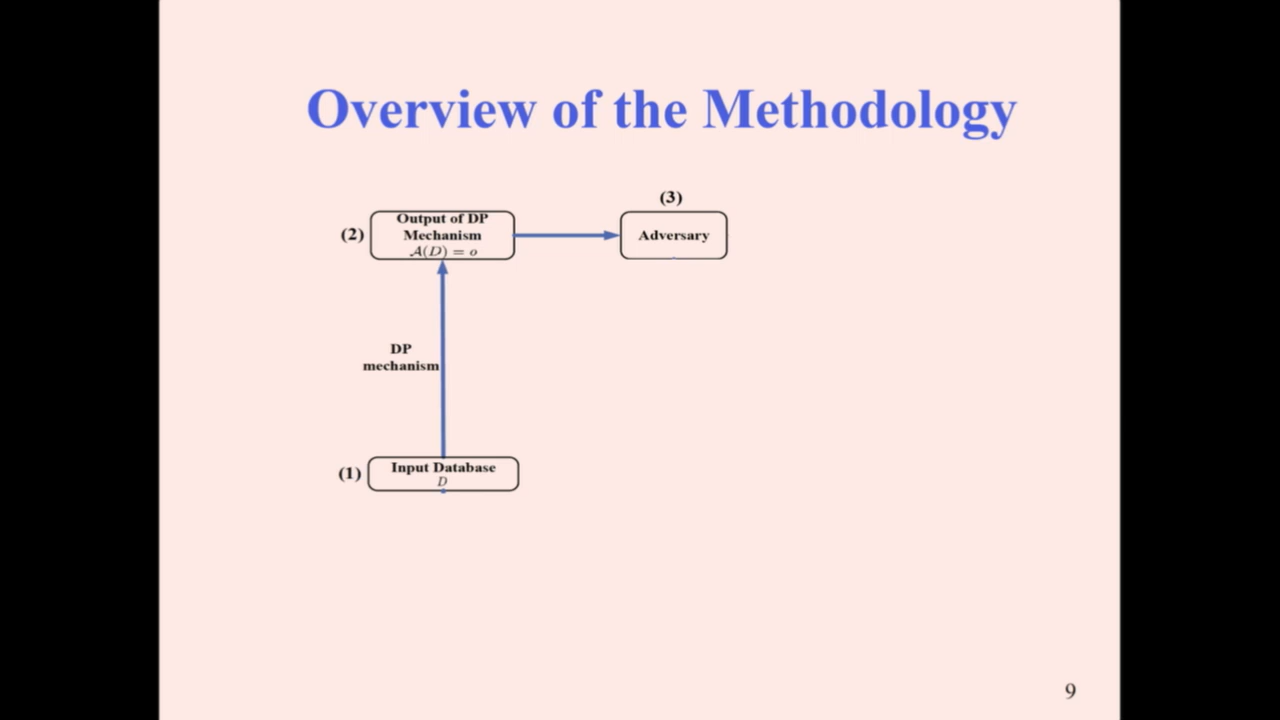 Overview of the Methodology
(3)
(2)
Output of DP
Mechanism
𝒜(D) = o
Adversary
DP
mechanism
(1)
Input Database
D
9